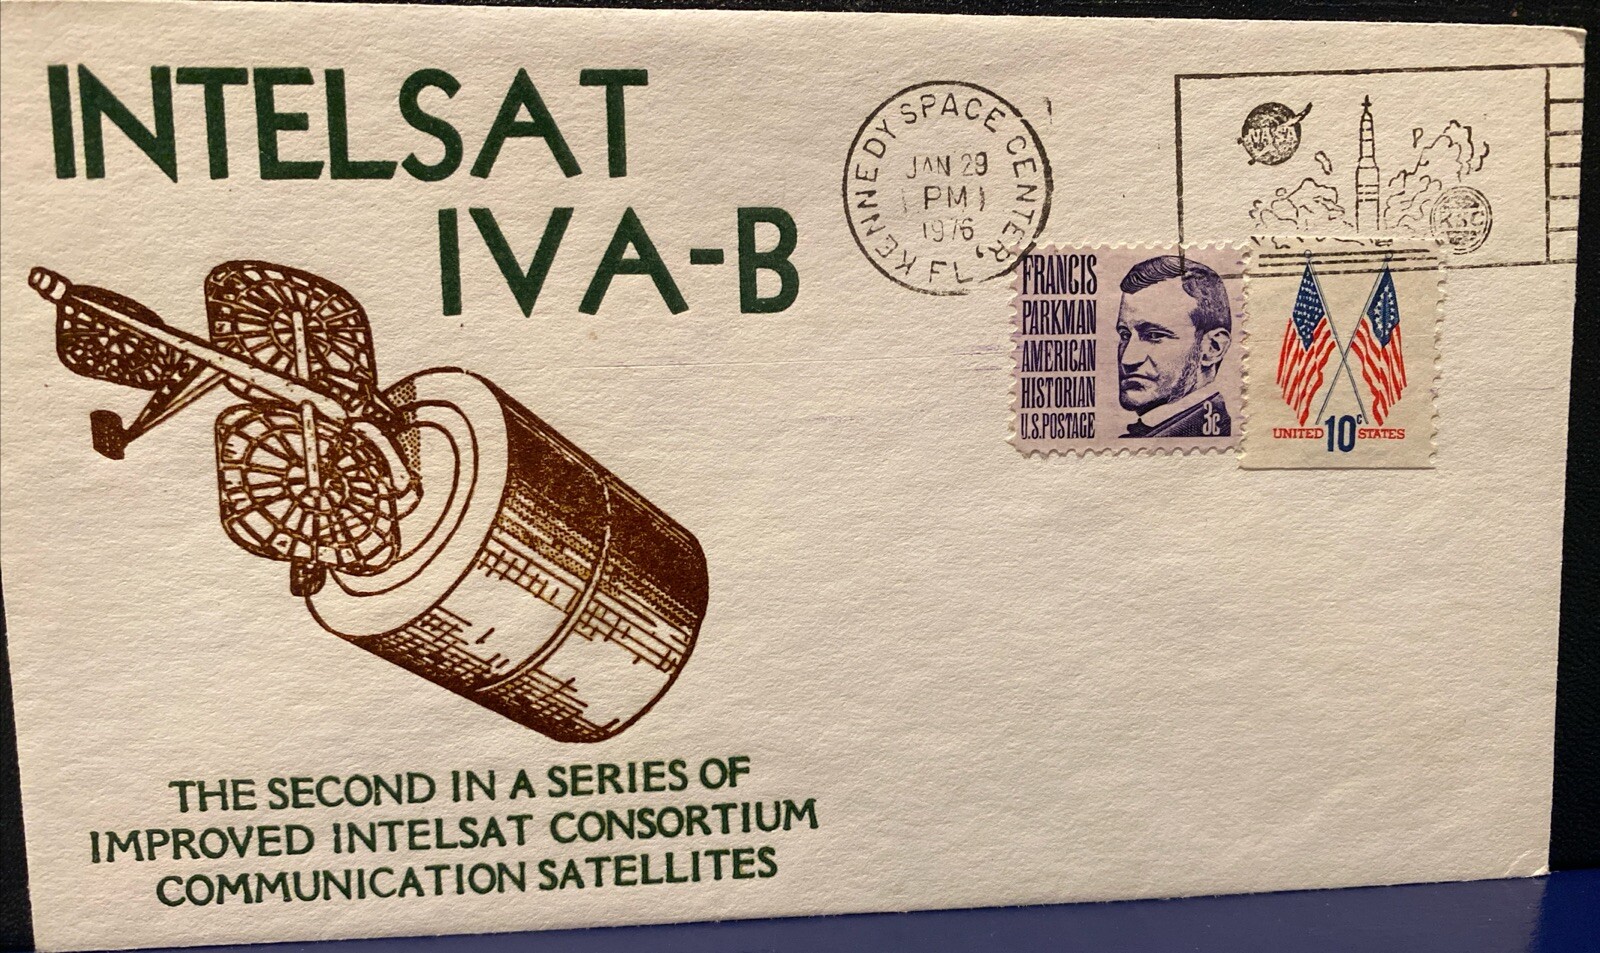 INTELSAT
IVA-B
KENNEDY SPACE CENTER, FL
JAN 29
PM
1976
NASA
KSC
FRANCIS
PARKMAN
AMERICAN
HISTORIAN
U.S. POSTAGE
3c
UNITED 10c STATES
THE SECOND IN A SERIES OF
IMPROVED INTELSAT CONSORTIUM
COMMUNICATION SATELLITES